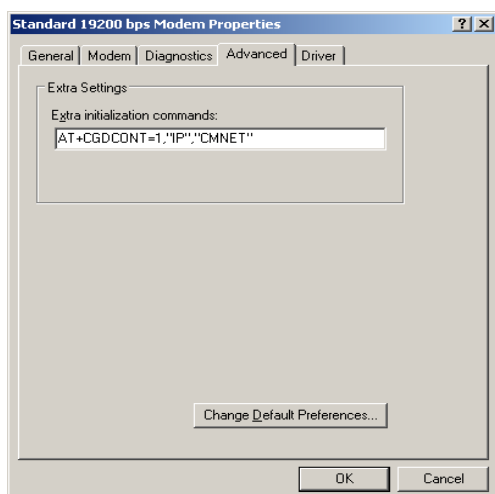 Standard 19200 bps Modem Properties
General Modem Diagnostics Advanced Driver
Extra Settings
Extra initialization commands:
AT+CGDCONT=1,"IP","CMNET"
Change Default Preferences...
OK Cancel